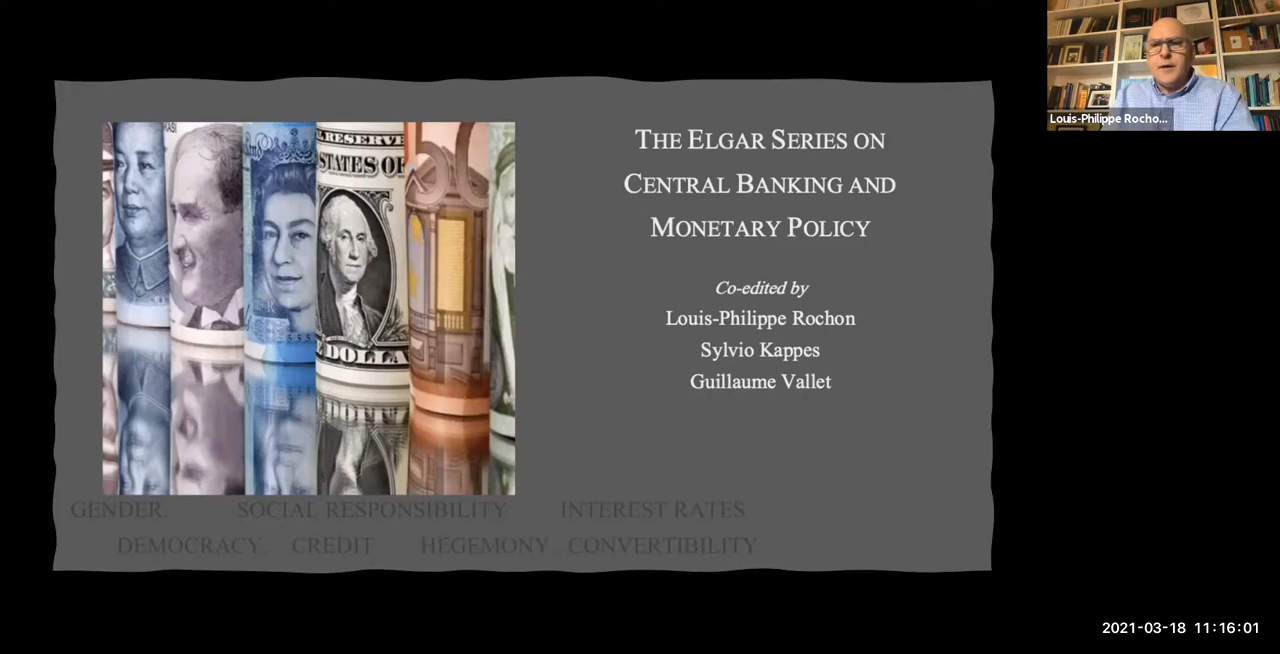 THE ELGAR SERIES ON
CENTRAL BANKING AND
MONETARY POLICY
Co-edited by
Louis-Philippe Rochon
Sylvio Kappes
Guillaume Vallet
RESERVE
STATES OF
DOLLA
GENDER. SOCIAL RESPONSIBILITY INTEREST RATES
DEMOCRACY. CREDIT HEGEMONY CONVERTIBILITY
Louis-Philippe Rocho...
2021-03-18 11:16:01